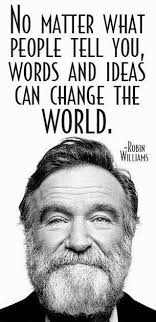 NO MATTER WHAT
PEOPLE TELL YOU,
WORDS AND IDEAS
CAN CHANGE THE
WORLD.
-ROBIN
WILLIAMS